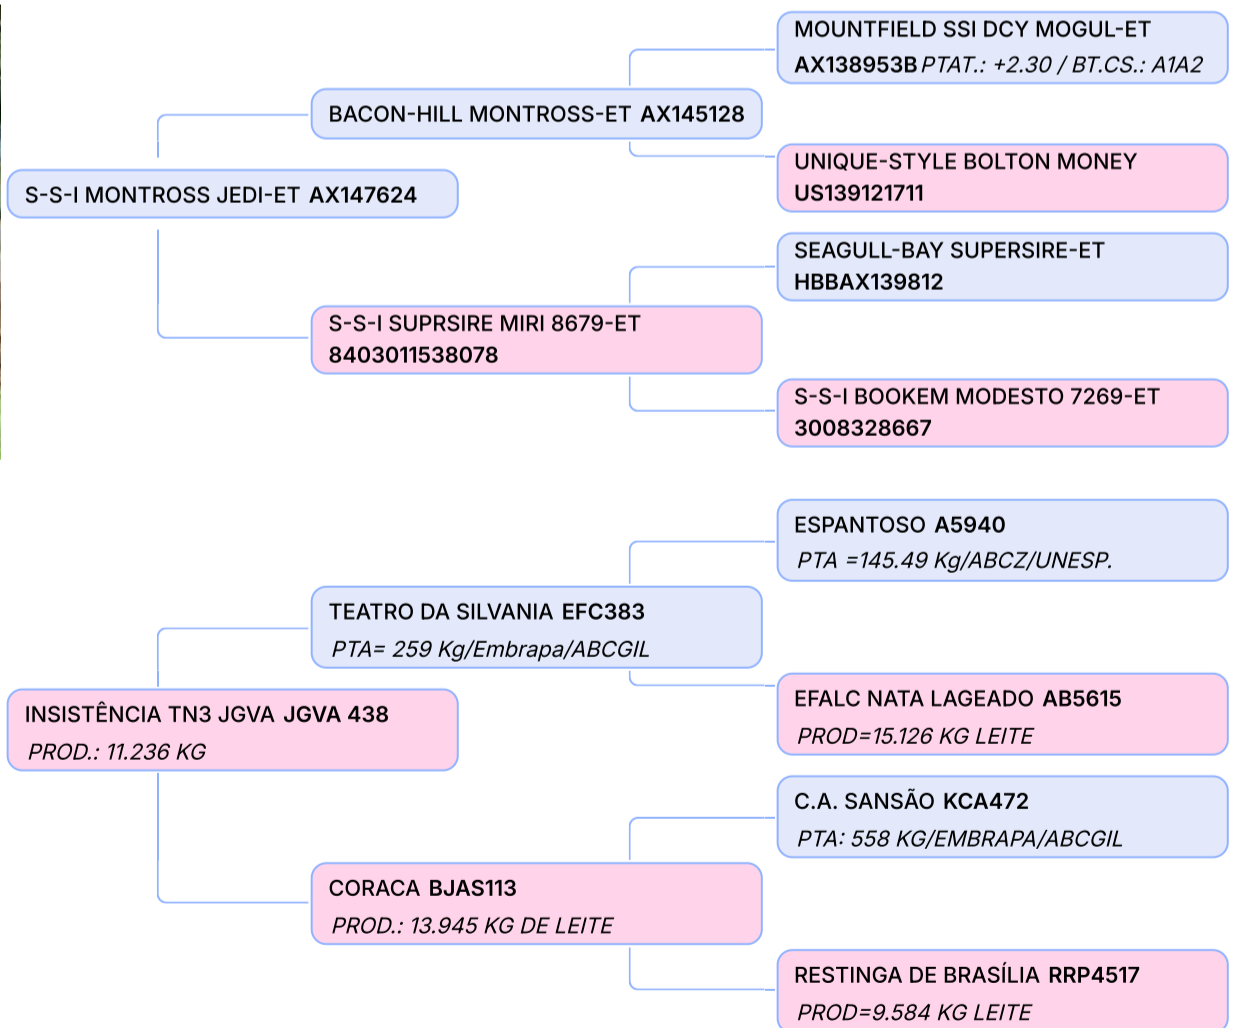 MOUNTFIELD SSI DCY MOGUL-ET
AX138953B PTAT.: +2.30 / BT.CS.: A1A2
BACON-HILL MONTROSS-ET AX145128
UNIQUE-STYLE BOLTON MONEY
US139121711
S-S-I MONTROSS JEDI-ET AX147624
SEAGULL-BAY SUPERSIRE-ET
HBBAX139812
S-S-I SUPRSIRE MIRI 8679-ET
8403011538078
S-S-I BOOKEM MODESTO 7269-ET
3008328667
ESPANTOSO A5940
PTA =145.49 Kg/ABCZ/UNESP.
TEATRO DA SILVANIA EFC383
PTA= 259 Kg/Embrapa/ABCGIL
EFALC NATA LAGEADO AB5615
PROD=15.126 KG LEITE
INSISTÊNCIA TN3 JGVA JGVA 438
PROD.: 11.236 KG
C.A. SANSÃO KCA472
PTA: 558 KG/EMBRAPA/ABCGIL
CORACA BJAS113
PROD.: 13.945 KG DE LEITE
RESTINGA DE BRASÍLIA RRP4517
PROD=9.584 KG LEITE